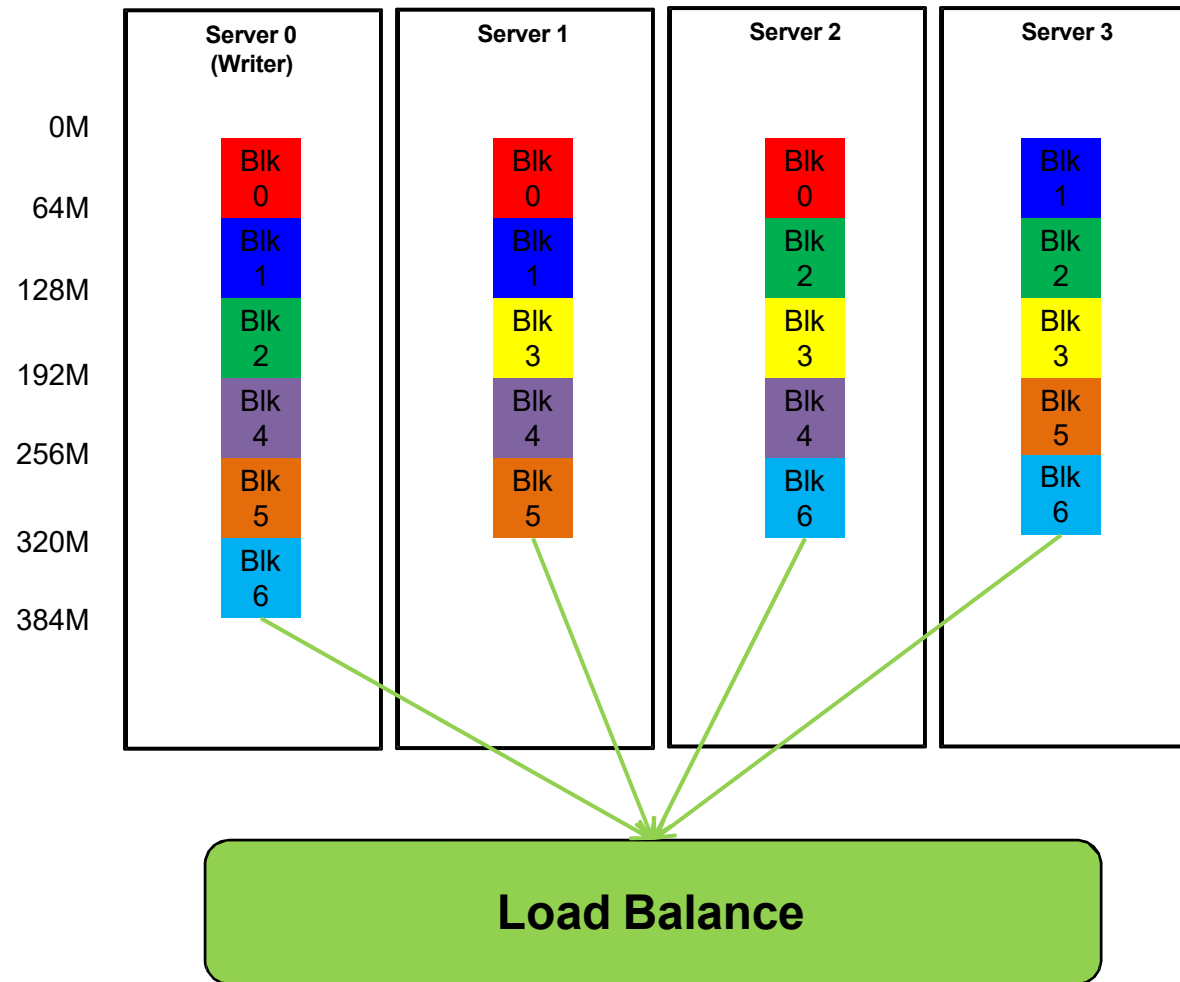 Server 0
(Writer)
Server 1
Server 2
Server 3
0M
64M
128M
192M
256M
320M
384M
Blk
0
Blk
1
Blk
2
Blk
4
Blk
5
Blk
6
Blk
0
Blk
1
Blk
3
Blk
4
Blk
5
Blk
0
Blk
2
Blk
3
Blk
4
Blk
6
Blk
1
Blk
2
Blk
3
Blk
5
Blk
6
Load Balance